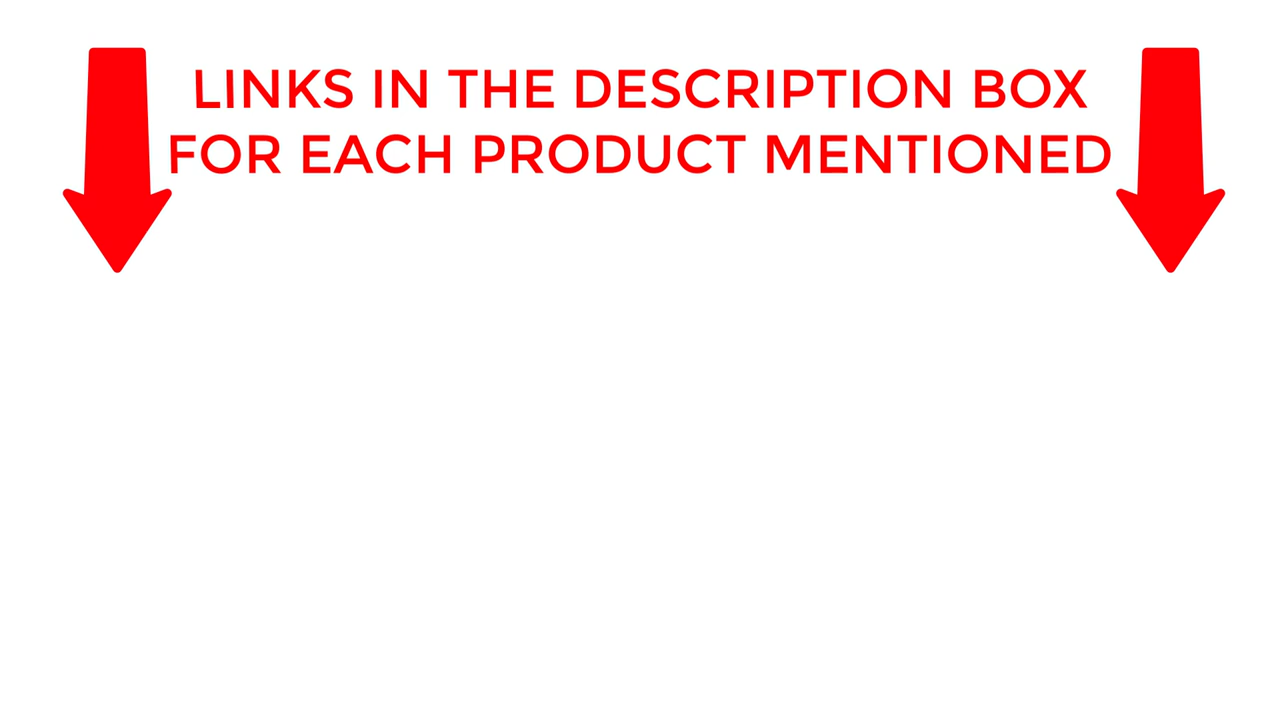 LINKS IN THE DESCRIPTION BOX
FOR EACH PRODUCT MENTIONED